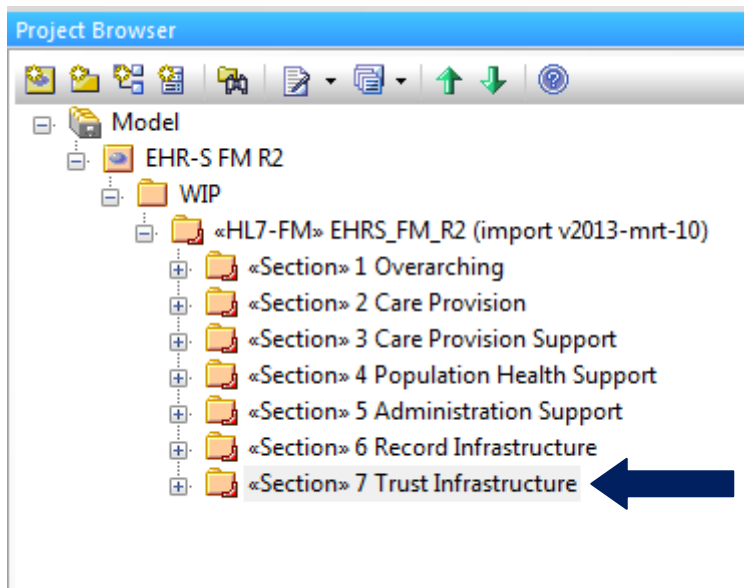 Project Browser
Model
EHR-S FM R2
WIP
«HL7-FM» EHRS_FM_R2 (import v2013-mrt-10)
«Section» 1 Overarching
«Section» 2 Care Provision
«Section» 3 Care Provision Support
«Section» 4 Population Health Support
«Section» 5 Administration Support
«Section» 6 Record Infrastructure
«Section» 7 Trust Infrastructure